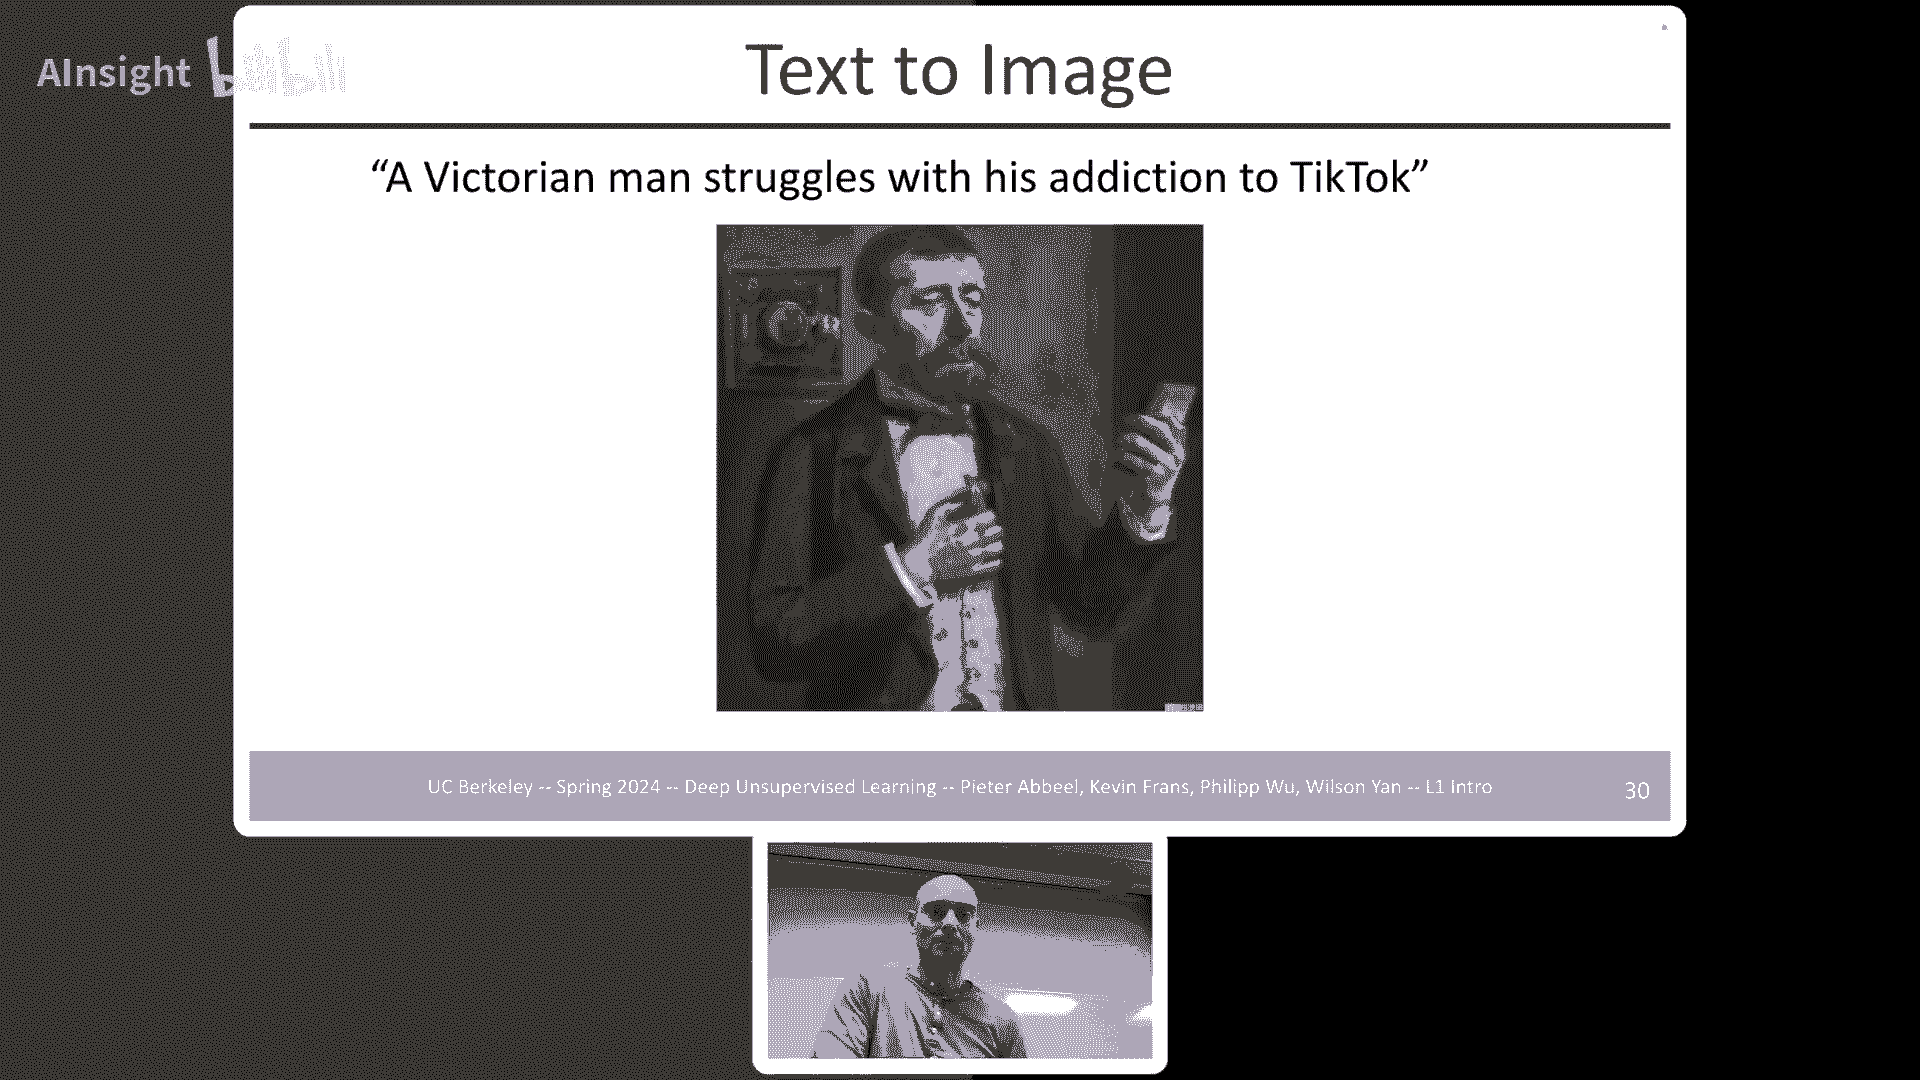 AInsight bilibili
Text to Image
“A Victorian man struggles with his addiction to TikTok”
UC Berkeley -- Spring 2024 -- Deep Unsupervised Learning -- Pieter Abbeel, Kevin Frans, Philipp Wu, Wilson Yan -- L1 Intro
30